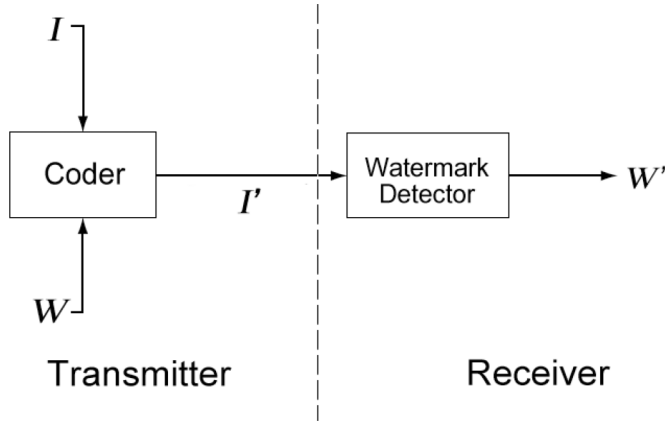 I
Coder
I'
Watermark
Detector
W'
W
Transmitter
Receiver